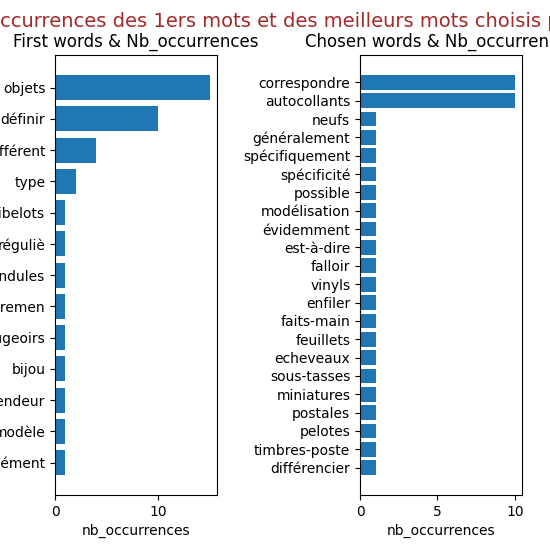 ccurrences des 1ers mots et des meilleurs mots choisis p
First words & Nb_occurrences
objets
définir
fférent
type
ibelots
réguliè
ndules
remen
ugeoirs
bijou
endeur
modèle
ément
0 10
nb_occurrences
Chosen words & Nb_occurren
correspondre
autocollants
neufs
généralement
spécifiquement
spécificité
possible
modélisation
évidemment
est-à-dire
falloir
vinyls
enfiler
faits-main
feuillets
echeveaux
sous-tasses
miniatures
postales
pelotes
timbres-poste
différencier
0 5 10
nb_occurrences